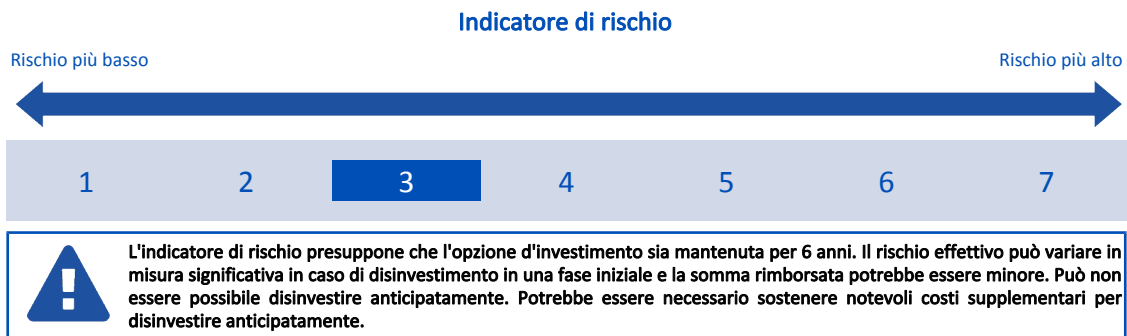 Indicatore di rischio
Rischio più basso
Rischio più alto
1 2 3 4 5 6 7
L'indicatore di rischio presuppone che l'opzione d'investimento sia mantenuta per 6 anni. Il rischio effettivo può variare in
misura significativa in caso di disinvestimento in una fase iniziale e la somma rimborsata potrebbe essere minore. Può non
essere possibile disinvestire anticipatamente. Potrebbe essere necessario sostenere notevoli costi supplementari per
disinvestire anticipatamente.